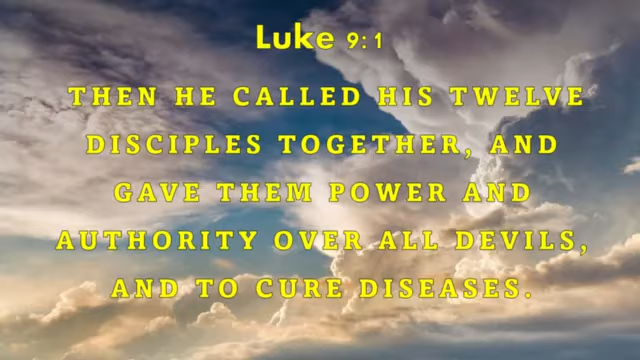 Luke 9:1
THEN HE CALLED HIS TWELVE
DISCIPLES TOGETHER, AND
GAVE THEM POWER AND
AUTHORITY OVER ALL DEVILS,
AND TO CURE DISEASES.